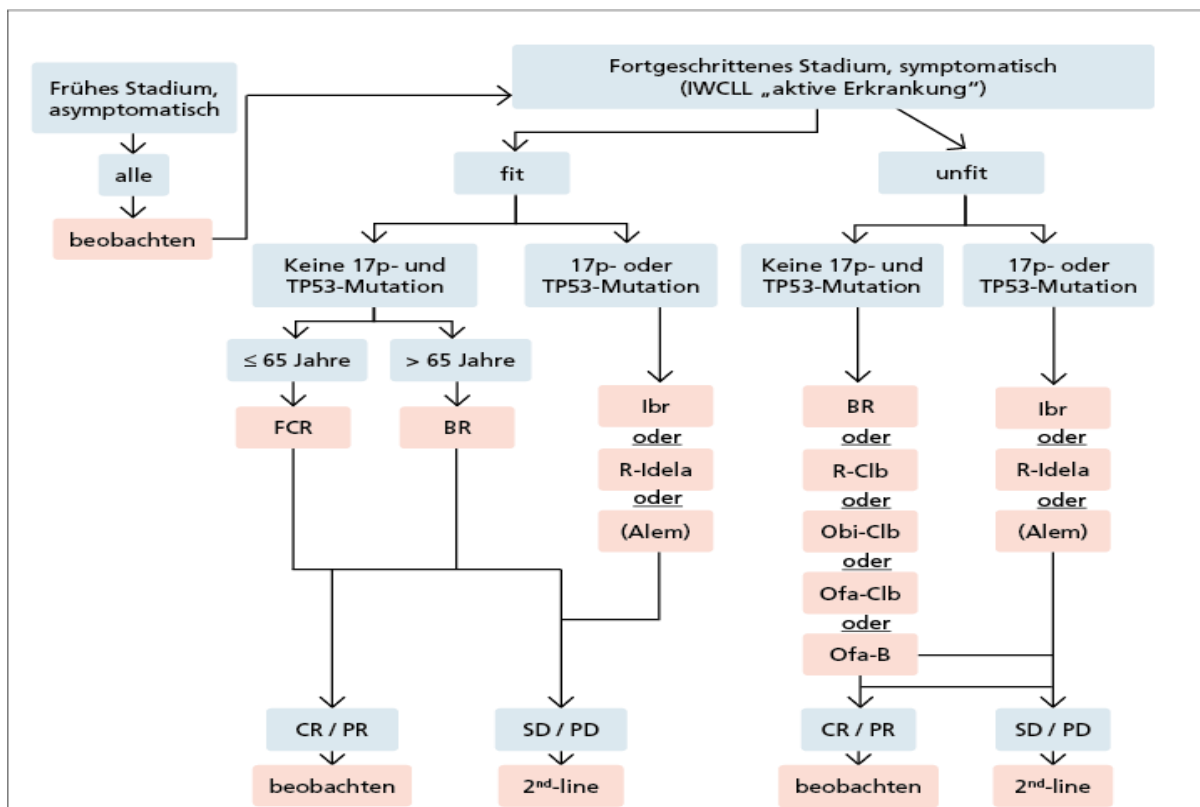 Frühes Stadium,
asymptomatisch
alle
beobachten
Fortgeschrittenes Stadium, symptomatisch
(IWCLL „aktive Erkrankung“)
fit
unfit
Keine 17p- und
TP53-Mutation
17p- oder
TP53-Mutation
Keine 17p- und
TP53-Mutation
17p- oder
TP53-Mutation
≤ 65 Jahre
> 65 Jahre
FCR
BR
Ibr
oder
R-Idela
oder
(Alem)
BR
oder
R-Clb
oder
Obi-Clb
oder
Ofa-Clb
oder
Ofa-B
Ibr
oder
R-Idela
oder
(Alem)
CR / PR
SD / PD
CR / PR
SD / PD
beobachten
2nd-line
beobachten
2nd-line